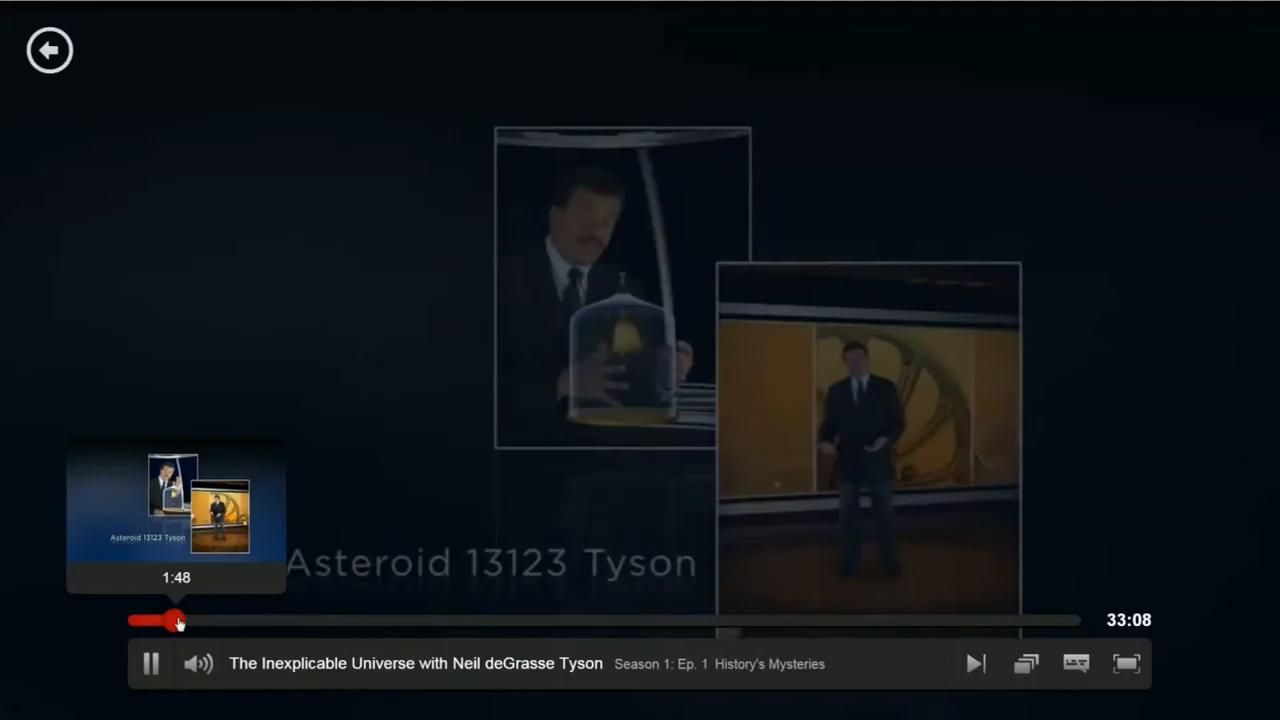 Asteroid 13123 Tyson
Asteroid 13123 Tyson
1:48
33:08
The Inexplicable Universe with Neil deGrasse Tyson Season 1: Ep. 1 History's Mysteries